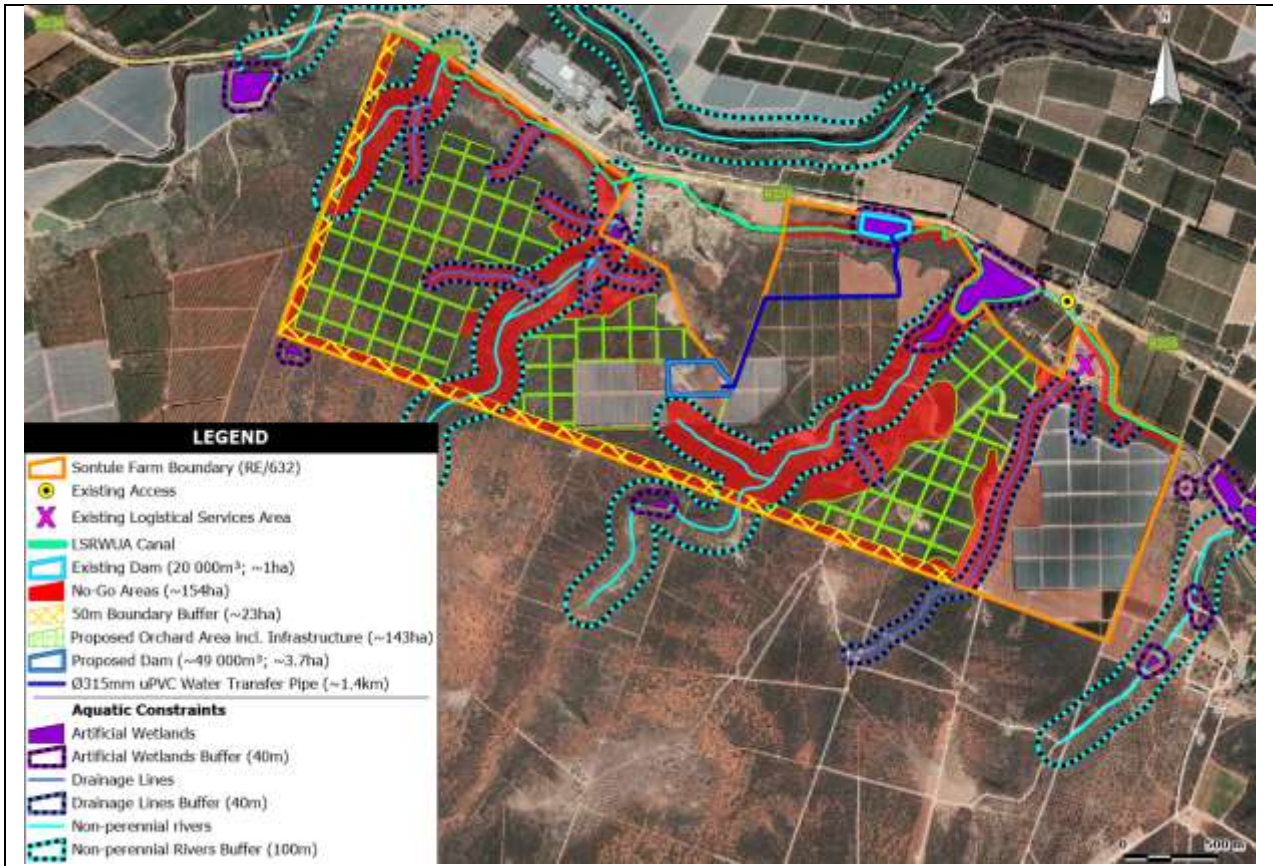 N
LEGEND
Sontule Farm Boundary (RE/632)
Existing Access
Existing Logistical Services Area
LSRWUA Canal
Existing Dam (20 000m³; ~1ha)
No-Go Areas (~154ha)
50m Boundary Buffer (~23ha)
Proposed Orchard Area incl. Infrastructure (~143ha)
Proposed Dam (~49 000m³; ~3.7ha)
Ø315mm uPVC Water Transfer Pipe (~1.4km)
Aquatic Constraints
Artificial Wetlands
Artificial Wetlands Buffer (40m)
Drainage Lines
Drainage Lines Buffer (40m)
Non-perennial rivers
Non-perennial Rivers Buffer (100m)
0 500 m